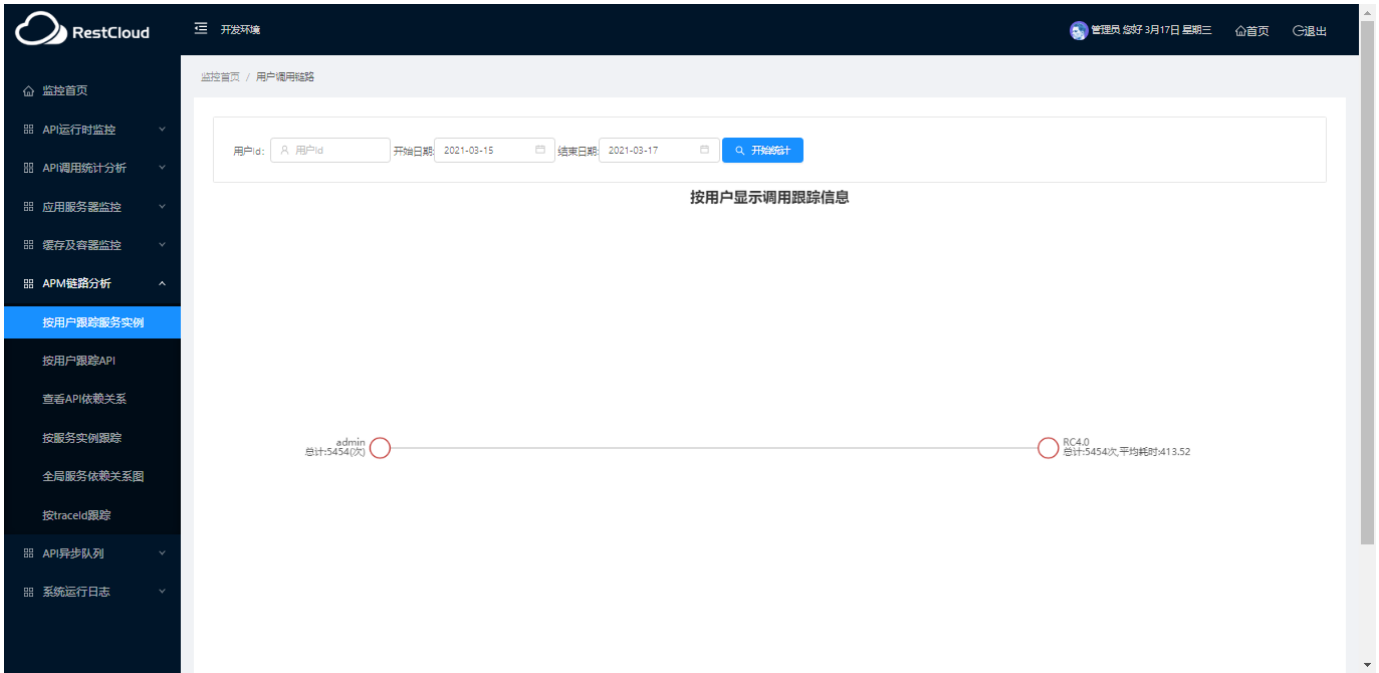 RestCloud
开发环境
管理员 您好 3月17日 星期三
首页
退出
监控首页 / 用户调用链路
监控首页
API运行时监控
API调用统计分析
应用服务器监控
缓存及容器监控
APM链路分析
按用户跟踪服务实例
按用户跟踪API
查看API依赖关系
按服务实例跟踪
全局服务依赖关系图
按traceId跟踪
API异步队列
系统运行日志
用户Id: 用户Id 开始日期: 2021-03-15 结束日期: 2021-03-17 开始统计
按用户显示调用跟踪信息
admin
总计:5454(次)
RC4.0
总计:5454次,平均耗时:413.52